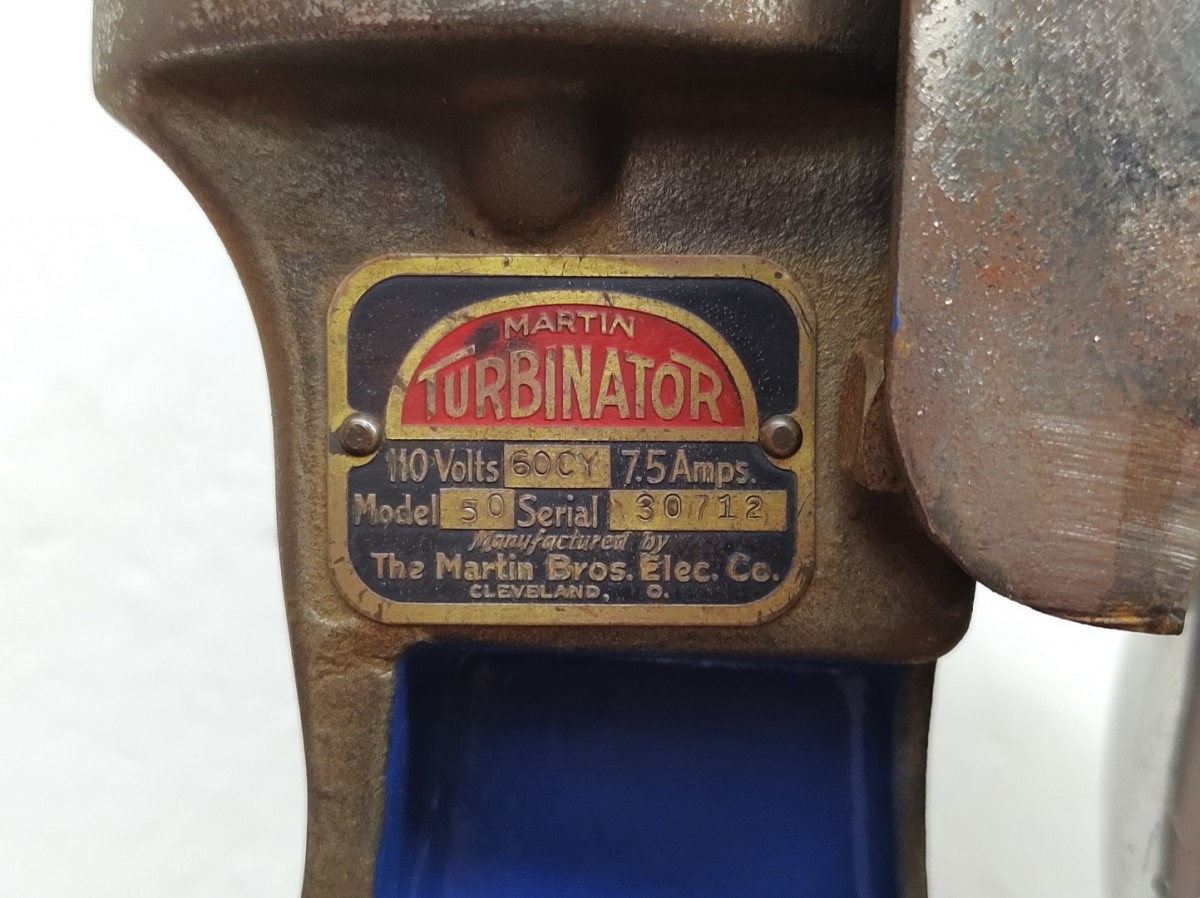 MARTIN
TURBINATOR
110 Volts 60CY 7.5 Amps.
Model 50 Serial 30712
Manufactured by
The Martin Bros. Elec. Co.
CLEVELAND, O.